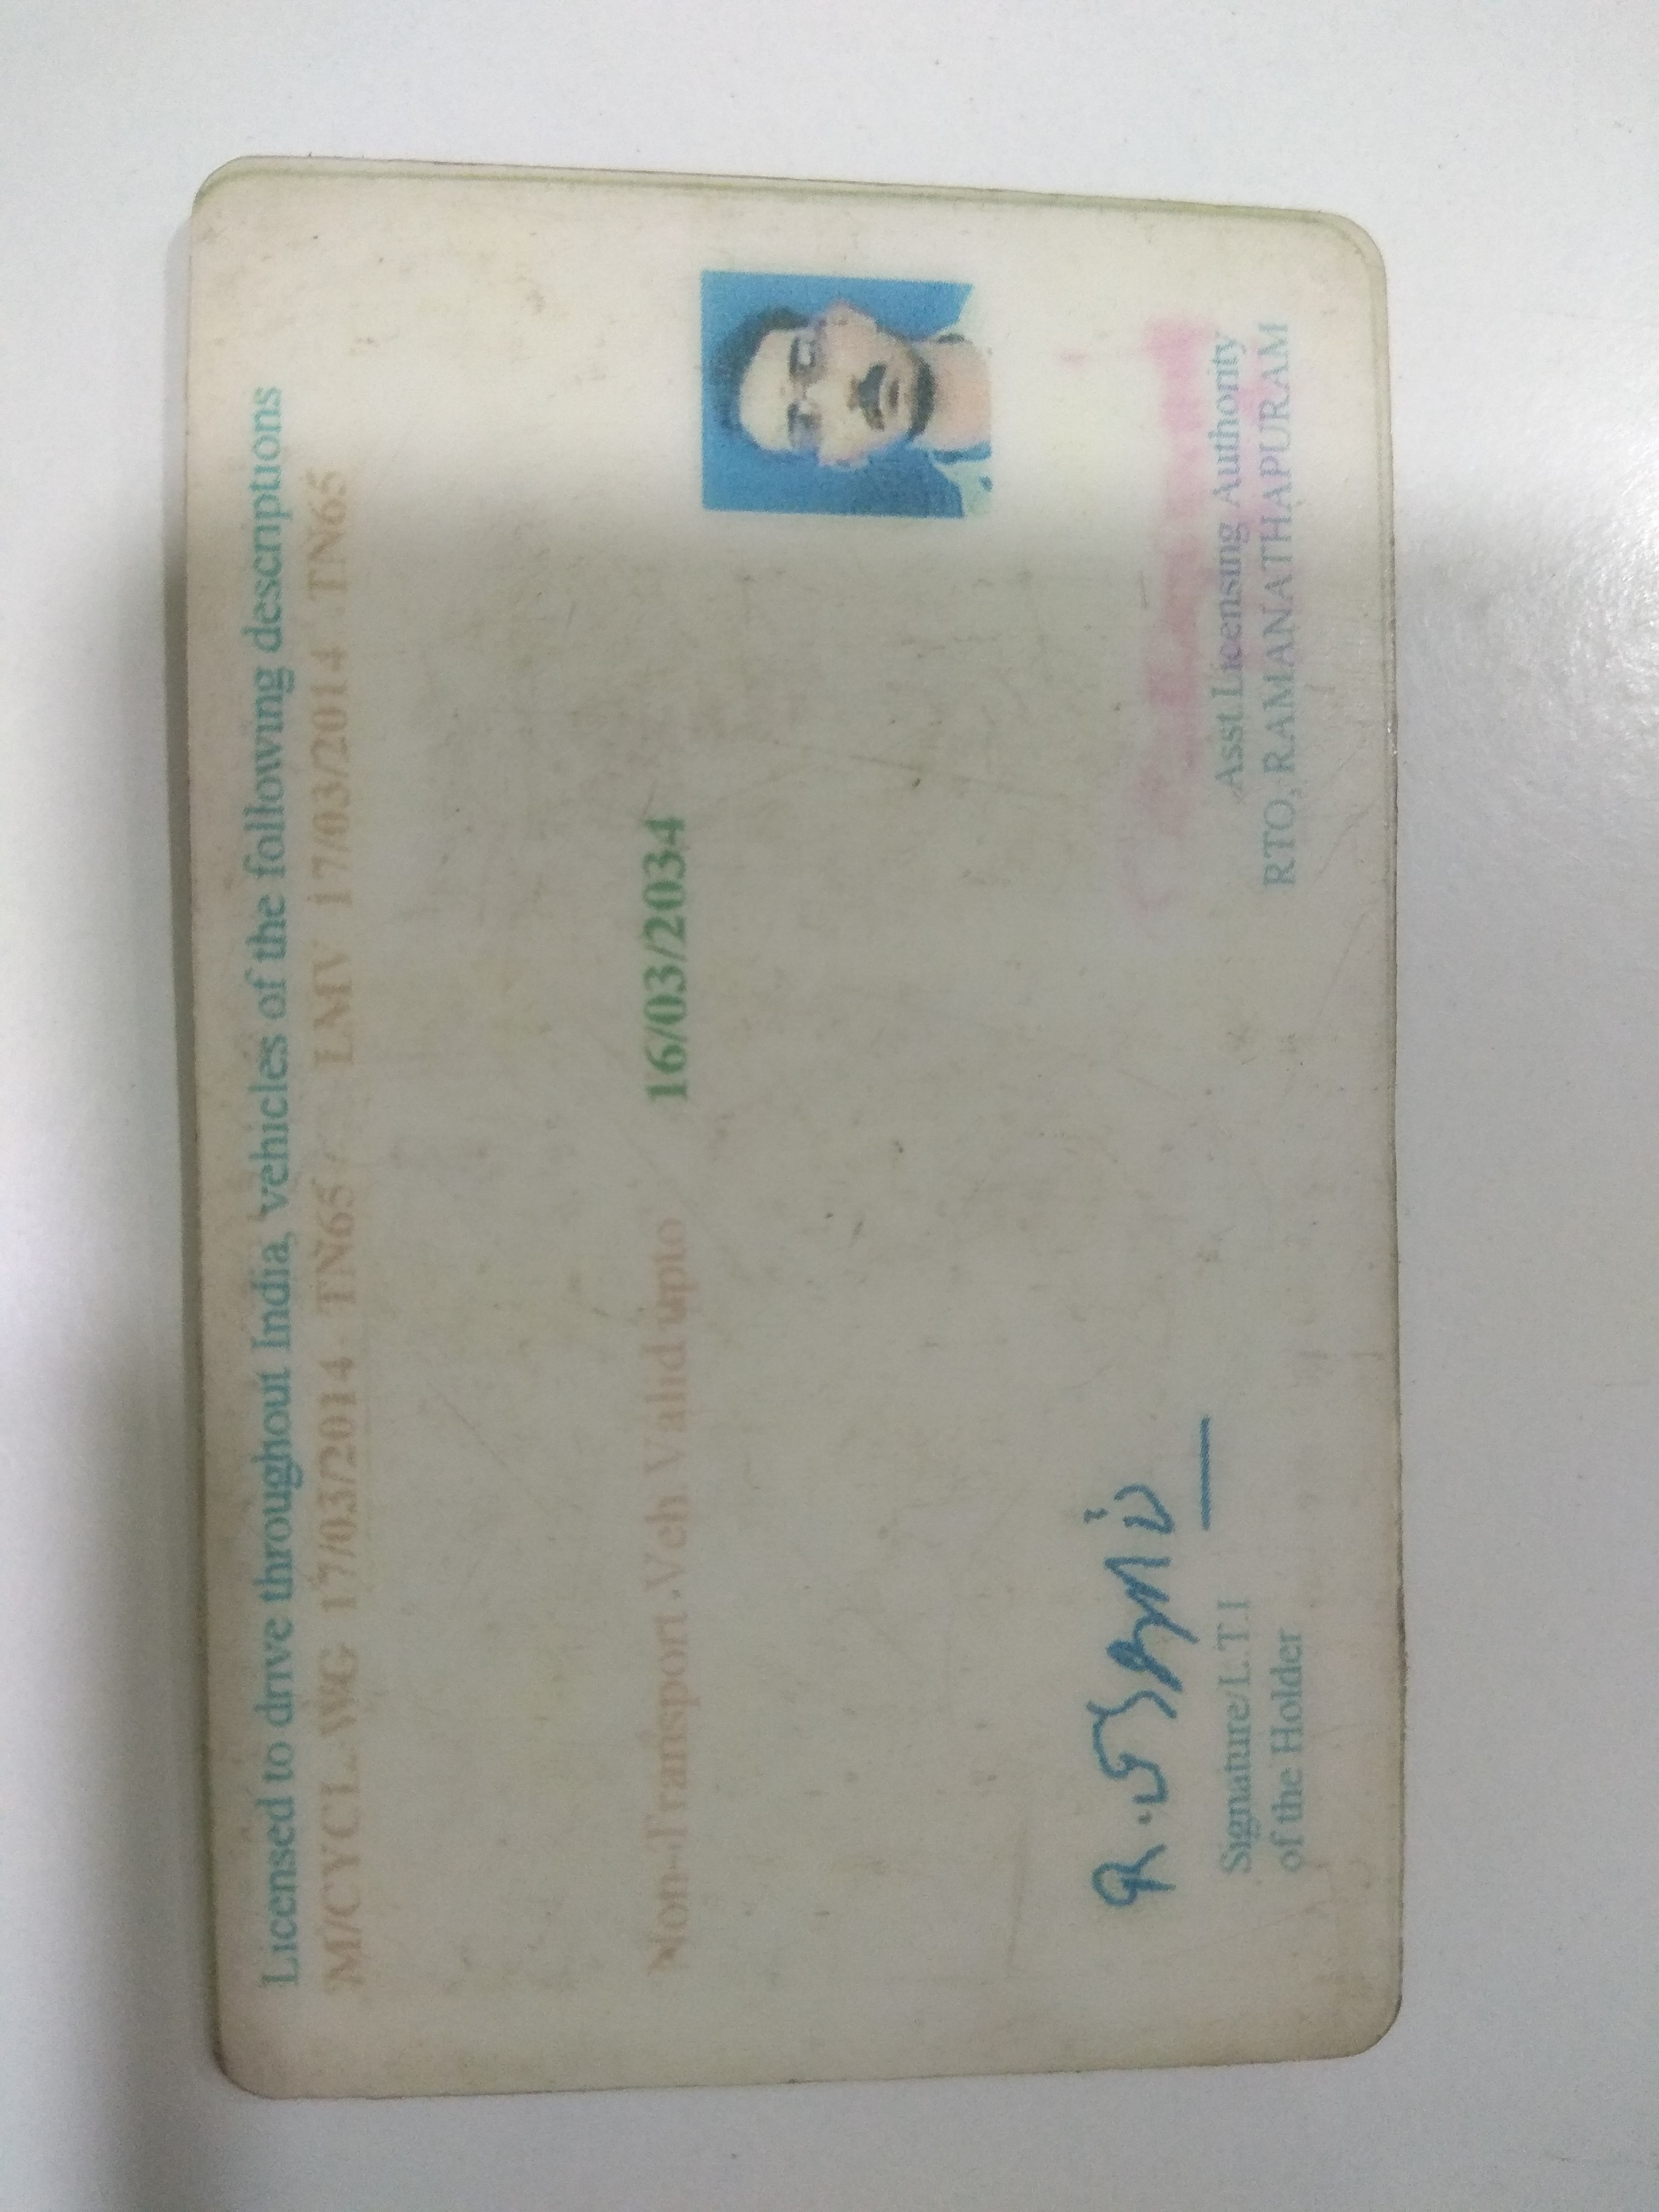 Licensed to drive throughout India, vehicles of the following descriptions
M/CYCL.WG 17/03/2014 TN65 LMV 17/03/2014 TN65
Non-Transport Veh. Valid upto 16/03/2034
Signature/L.T.I
of the Holder
Asst.Licensing Authority
RTO, RAMANATHAPURAM